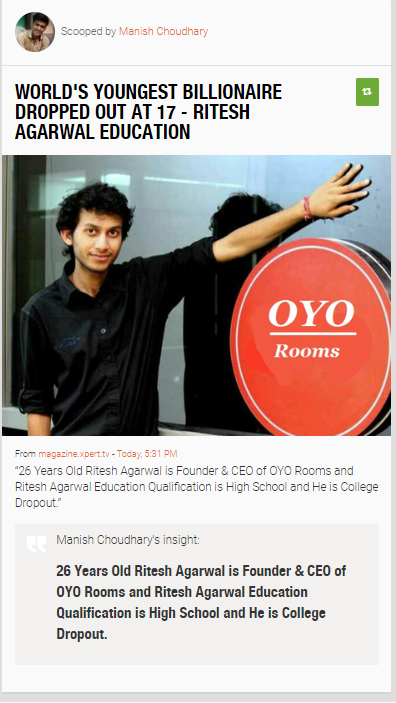 Scooped by Manish Choudhary
WORLD'S YOUNGEST BILLIONAIRE
DROPPED OUT AT 17 - RITESH
AGARWAL EDUCATION
OYO
Rooms
From magazine.xpert.tv - Today, 5:31 PM
"26 Years Old Ritesh Agarwal is Founder & CEO of OYO Rooms and
Ritesh Agarwal Education Qualification is High School and He is College
Dropout."
Manish Choudhary's insight:
26 Years Old Ritesh Agarwal is Founder & CEO of
OYO Rooms and Ritesh Agarwal Education
Qualification is High School and He is College
Dropout.